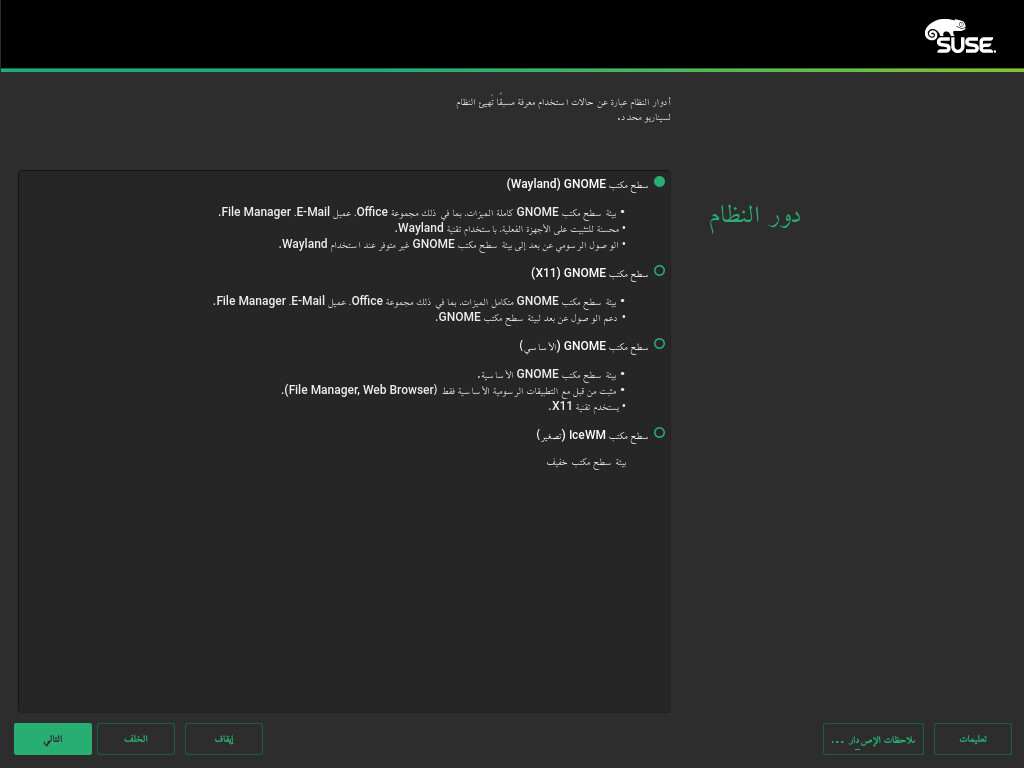 SUSE.
أدوار النظام عبارة عن حالات استخدام معرفة مسبقًا تُهيئ النظام
لسيناريو محدد.
دور النظام
سطح مكتب GNOME (Wayland)
• بيئة سطح مكتب GNOME كاملة الميزات. بما في ذلك مجموعة Office. عميل E-Mail. File Manager.
• محسنة للتثبيت على الأجهزة الفعلية. باستخدام تقنية Wayland.
• الوصول الرسومي عن بعد إلى بيئة سطح مكتب GNOME غير متوفر عند استخدام Wayland.
سطح مكتب GNOME (X11)
• بيئة سطح مكتب GNOME متكامل الميزات. بما في ذلك مجموعة Office. عميل E-Mail. File Manager.
• دعم الوصول عن بعد لبيئة سطح مكتب GNOME.
سطح مكتب GNOME (الأساسي)
• بيئة سطح مكتب GNOME الأساسية.
• مثبت من قبل مع التطبيقات الرسومية الأساسية فقط (File Manager, Web Browser).
• يستخدم تقنية X11.
سطح مكتب IceWM (تصغير)
بيئة سطح مكتب خفيف
تعليمات
ملاحظات الإصدار ...
إيقاف
الخلف
التالي